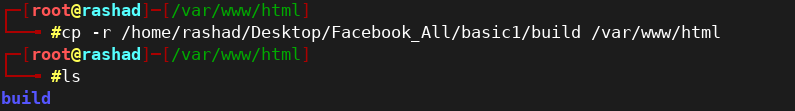 [root@rashad]-[/var/www/html]
#cp -r /home/rashad/Desktop/Facebook_All/basic1/build /var/www/html
[root@rashad]-[/var/www/html]
#ls
build